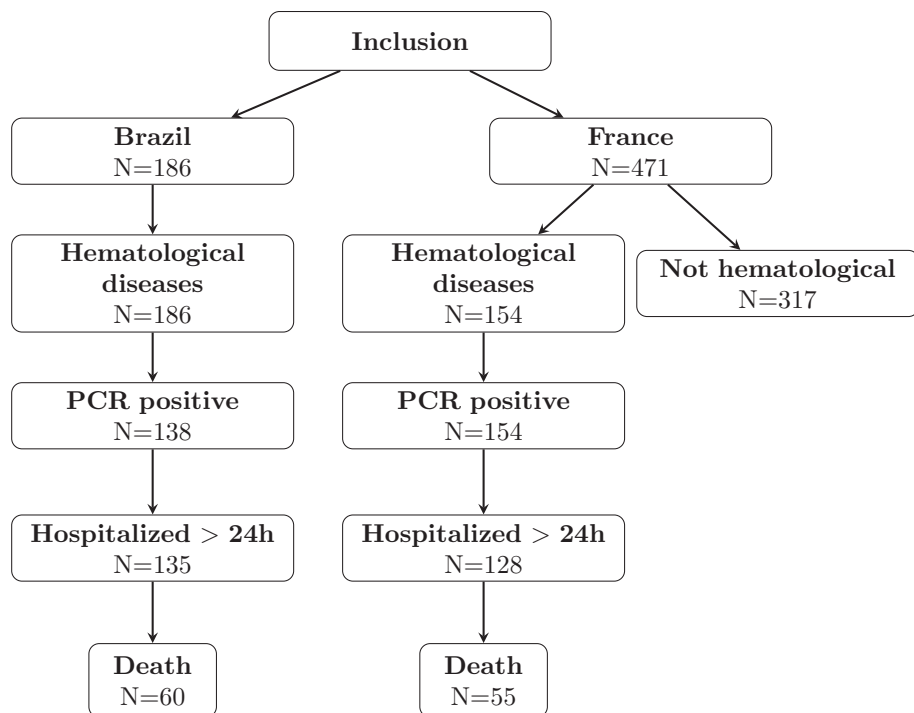 Inclusion
Brazil
N=186
France
N=471
Hematological
diseases
N=186
Hematological
diseases
N=154
Not hematological
N=317
PCR positive
N=138
PCR positive
N=154
Hospitalized > 24h
N=135
Hospitalized > 24h
N=128
Death
N=60
Death
N=55